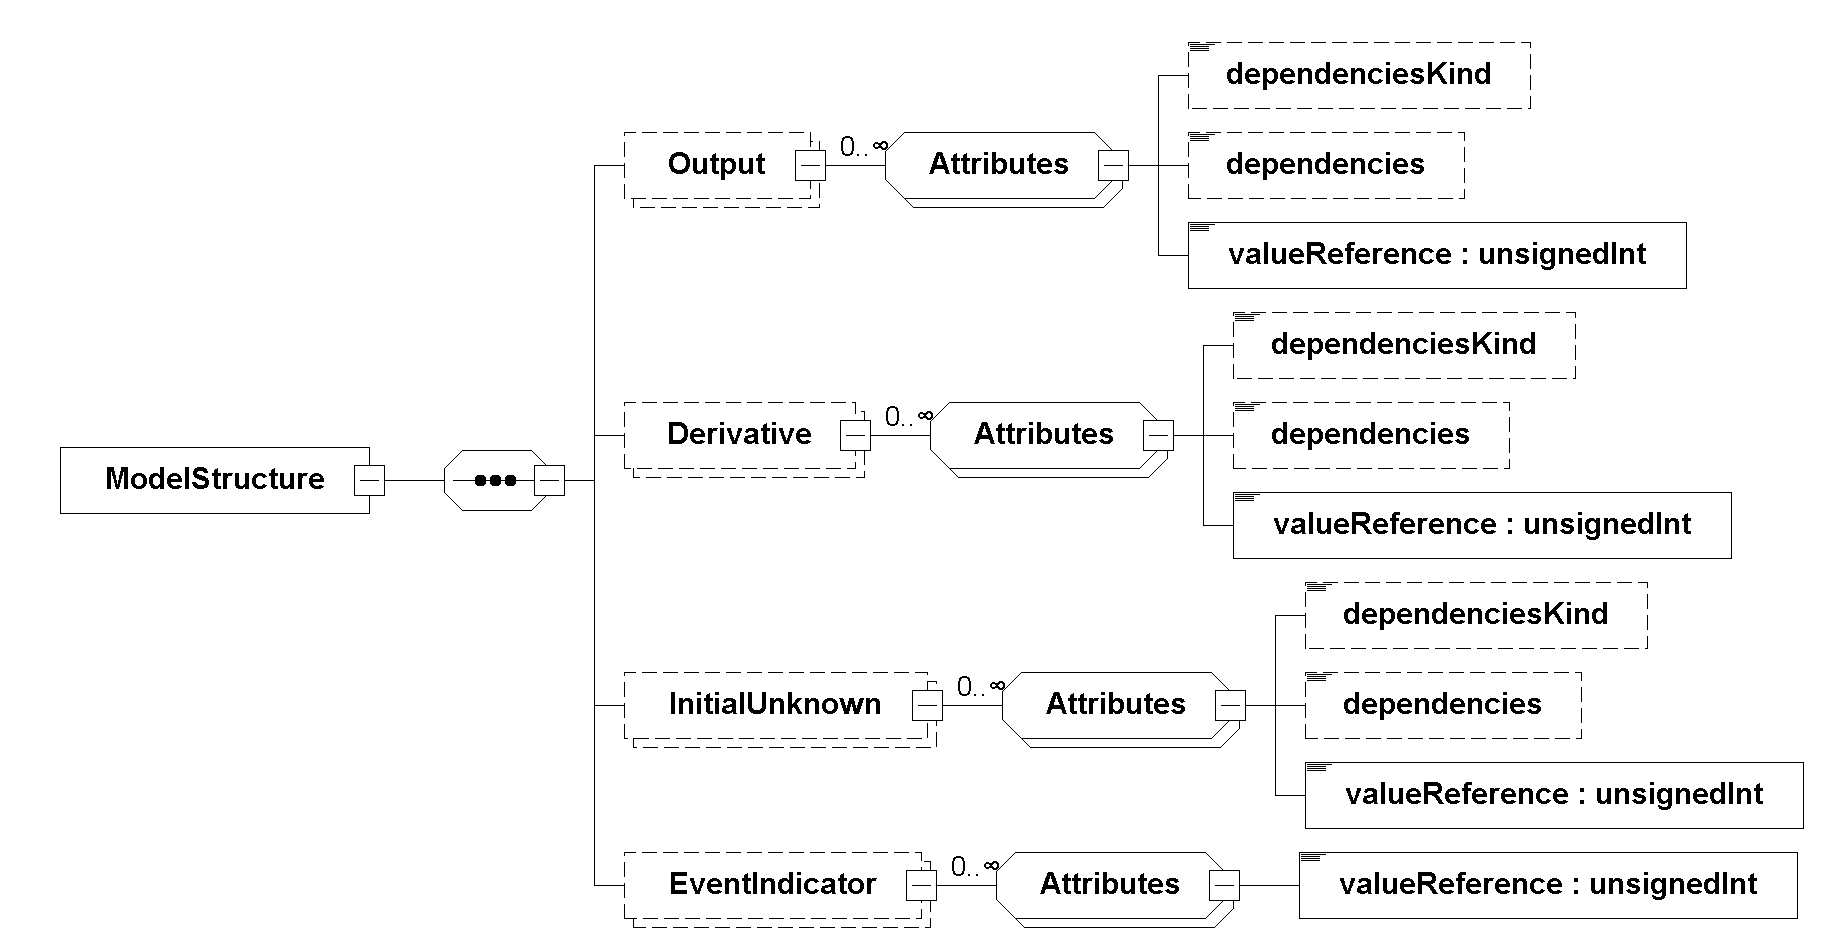 ModelStructure
Output
0..∞
Attributes
dependenciesKind
dependencies
valueReference : unsignedInt
Derivative
0..∞
Attributes
dependenciesKind
dependencies
valueReference : unsignedInt
InitialUnknown
0..∞
Attributes
dependenciesKind
dependencies
valueReference : unsignedInt
EventIndicator
0..∞
Attributes
valueReference : unsignedInt